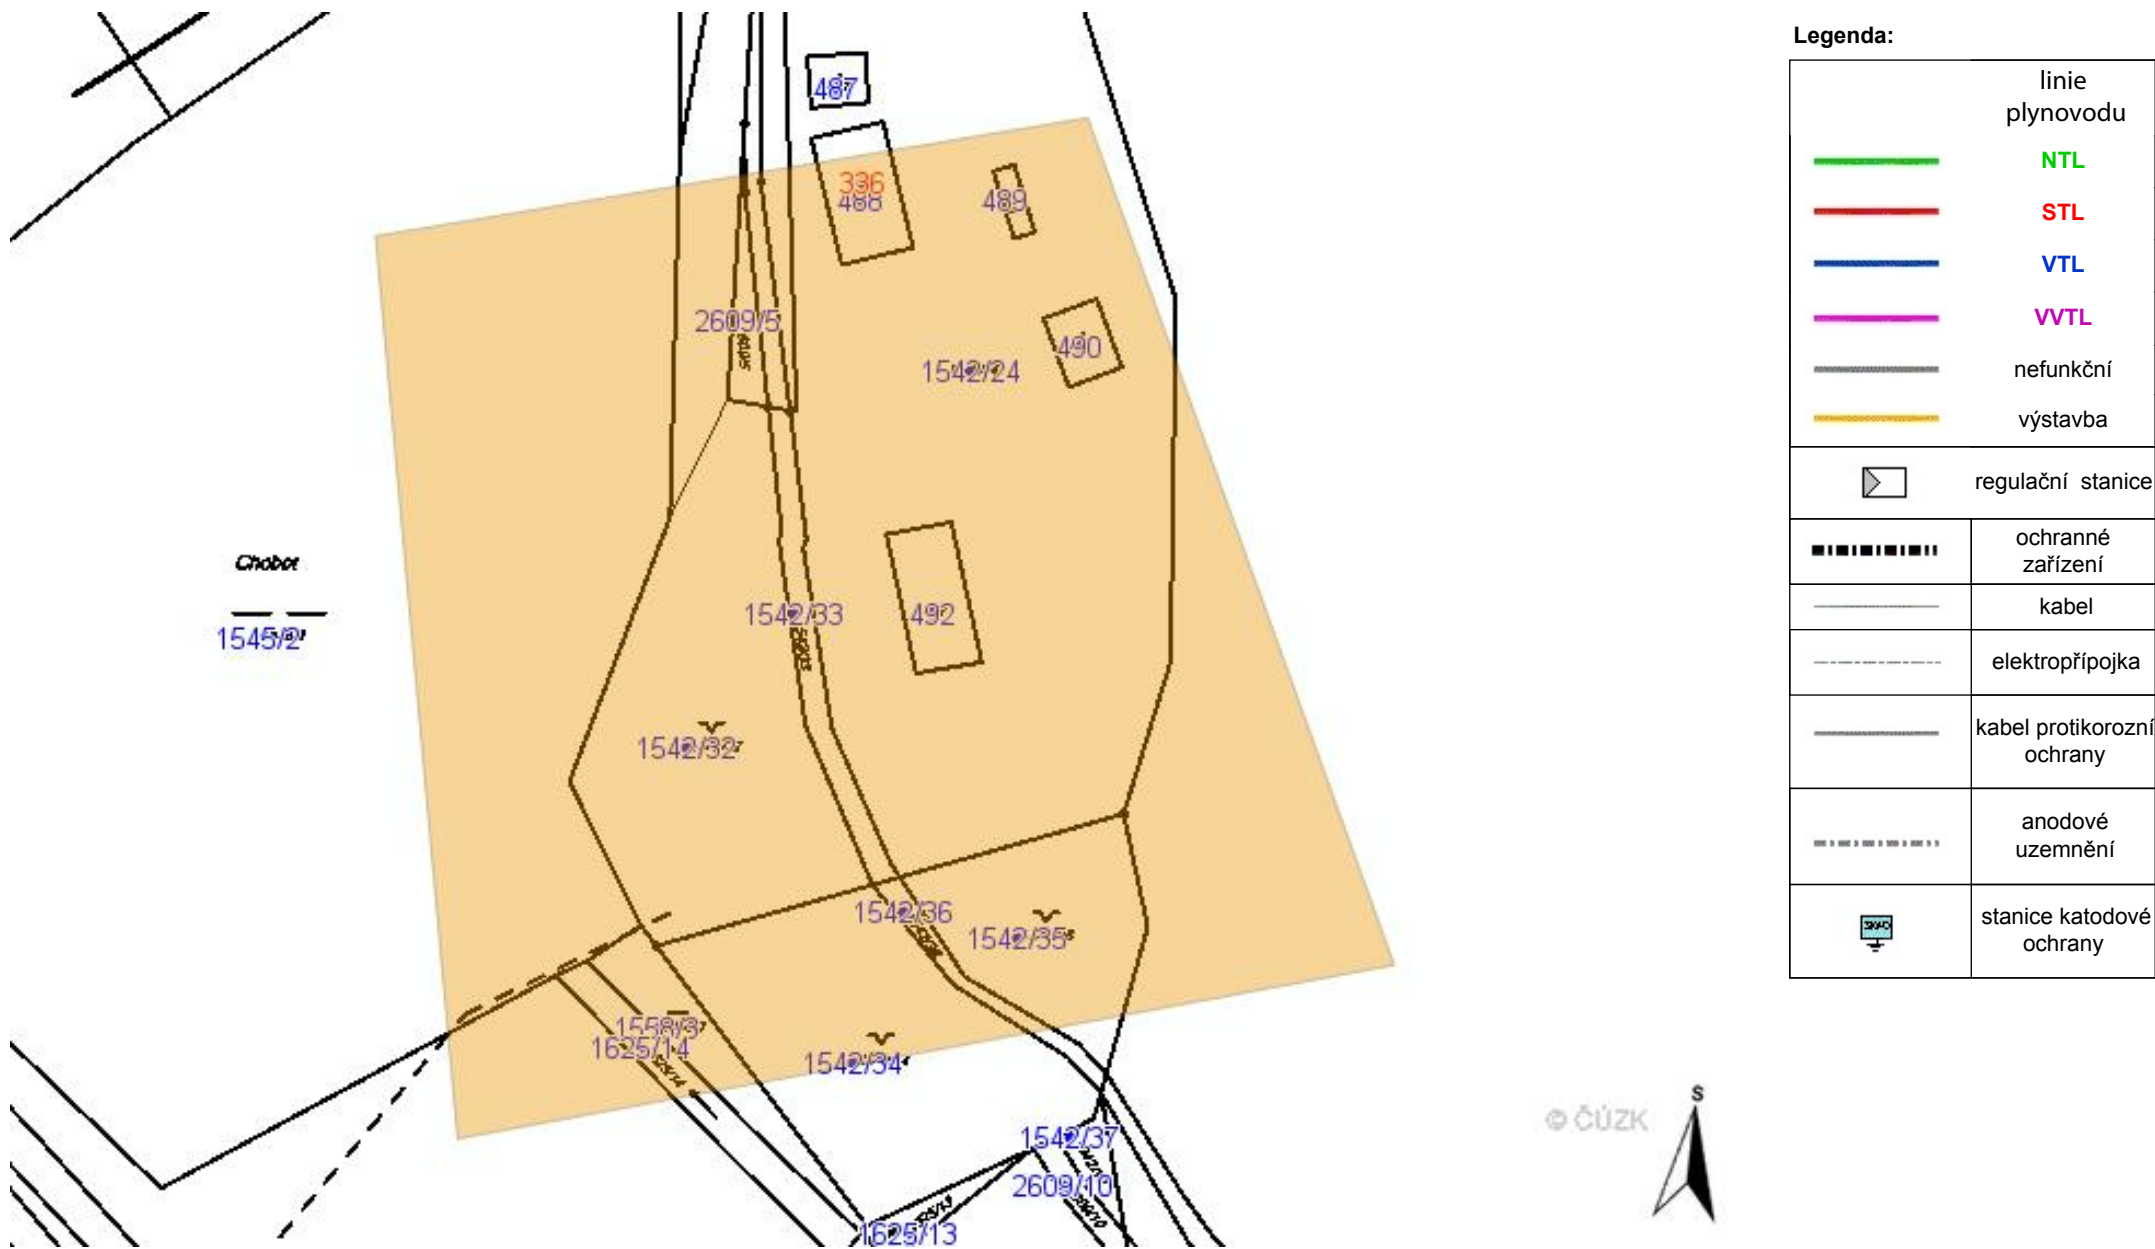 Legenda:
linie
plynovodu
NTL
STL
VTL
VVTL
nefunkční
výstavba
regulační stanice
ochranné
zařízení
kabel
elektropřípojka
kabel protikorozní
ochrany
anodové
uzemnění
SKAO
stanice katodové
ochrany
487
336
488
489
2609/5
490
1542/24
Chobot
1545/2
1542/33
492
1542/32
1542/36
1542/35
1558/3
1625/14
1542/34
1542/37
2609/10
1625/13
© ČÚZK
S